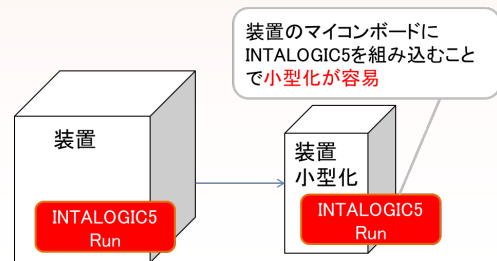 装置のマイコンボードに
INTALOGIC5を組み込むこと
で小型化が容易
装置
INTALOGIC5
Run
装置
小型化
INTALOGIC5
Run